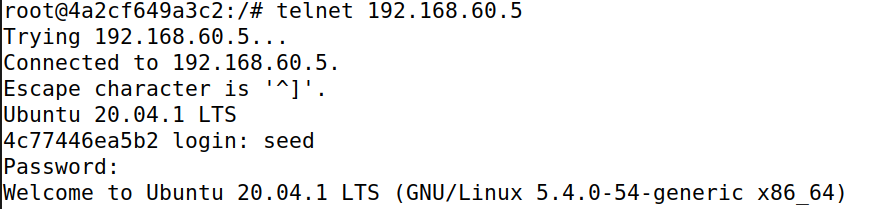 root@4a2cf649a3c2:/# telnet 192.168.60.5
Trying 192.168.60.5...
Connected to 192.168.60.5.
Escape character is '^]'.
Ubuntu 20.04.1 LTS
4c77446ea5b2 login: seed
Password:
Welcome to Ubuntu 20.04.1 LTS (GNU/Linux 5.4.0-54-generic x86_64)